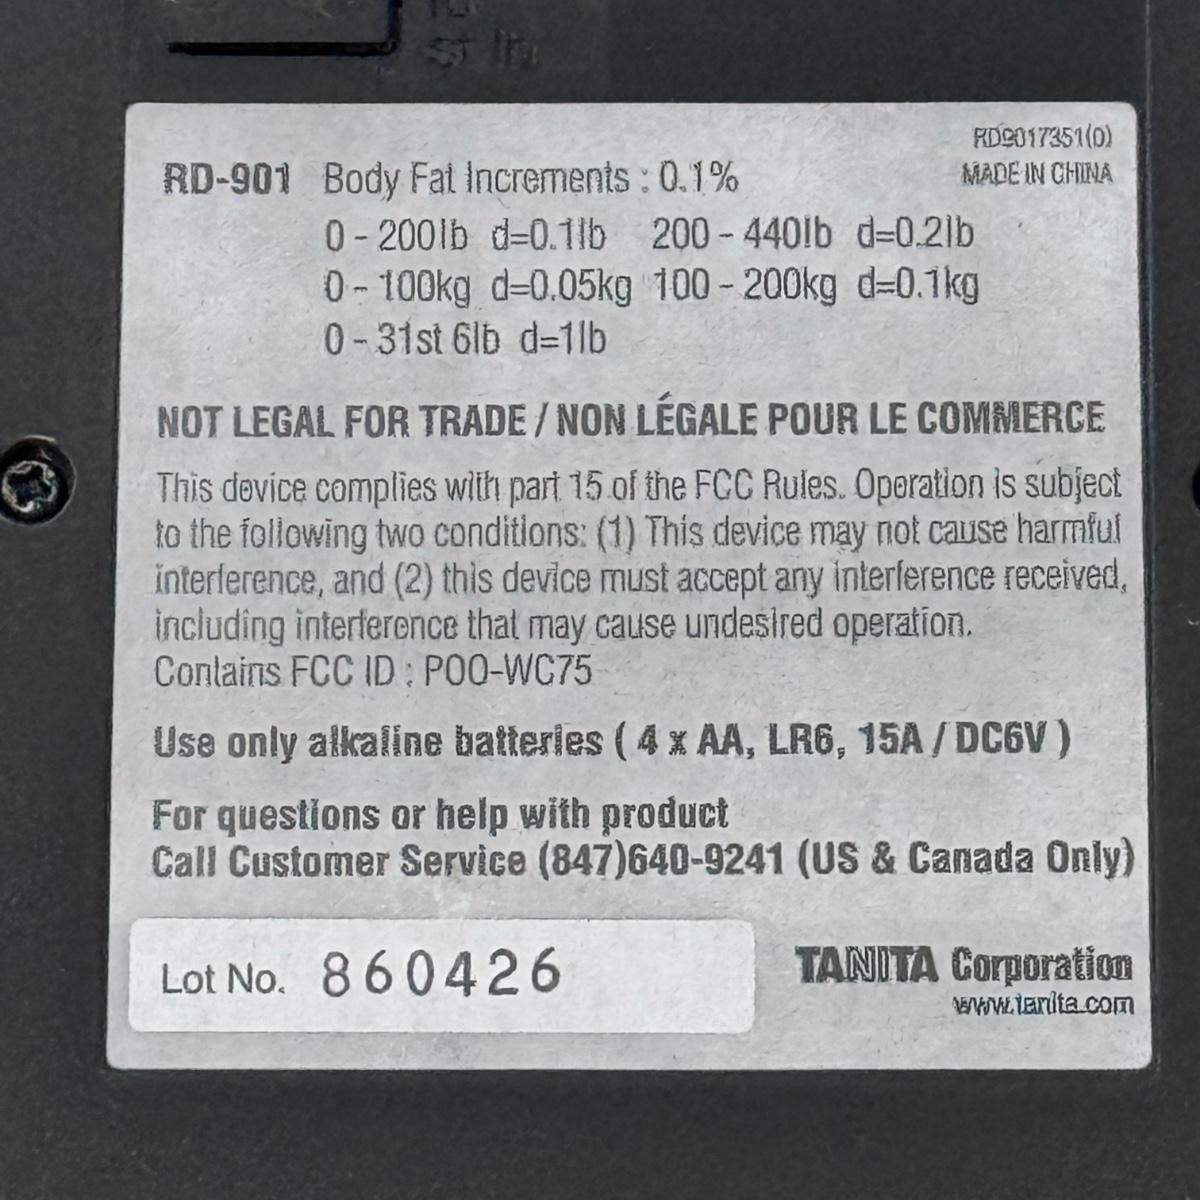 st lb
RD9017351(0)
RD-901 Body Fat Increments : 0.1%
MADE IN CHINA
0 - 200lb d=0.1lb 200 - 440lb d=0.2lb
0 - 100kg d=0.05kg 100 - 200kg d=0.1kg
0 - 31st 6lb d=1lb
NOT LEGAL FOR TRADE / NON LÉGALE POUR LE COMMERCE
This device complies with part 15 of the FCC Rules. Operation is subject
to the following two conditions: (1) This device may not cause harmful
interference, and (2) this device must accept any interference received,
including interference that may cause undesired operation.
Contains FCC ID : POO-WC75
Use only alkaline batteries ( 4 x AA, LR6, 15A / DC6V )
For questions or help with product
Call Customer Service (847)640-9241 (US & Canada Only)
Lot No. 860426
TANITA Corporation
www.tanita.com